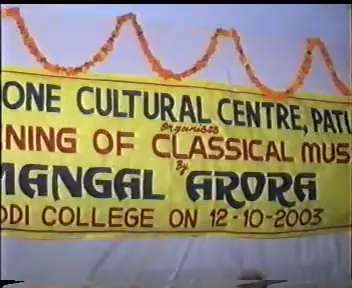 ONE CULTURAL CENTRE, PATI
organises
NING OF CLASSICAL MUS
By
MANGAL ARORA
ODI COLLEGE ON 12-10-2003